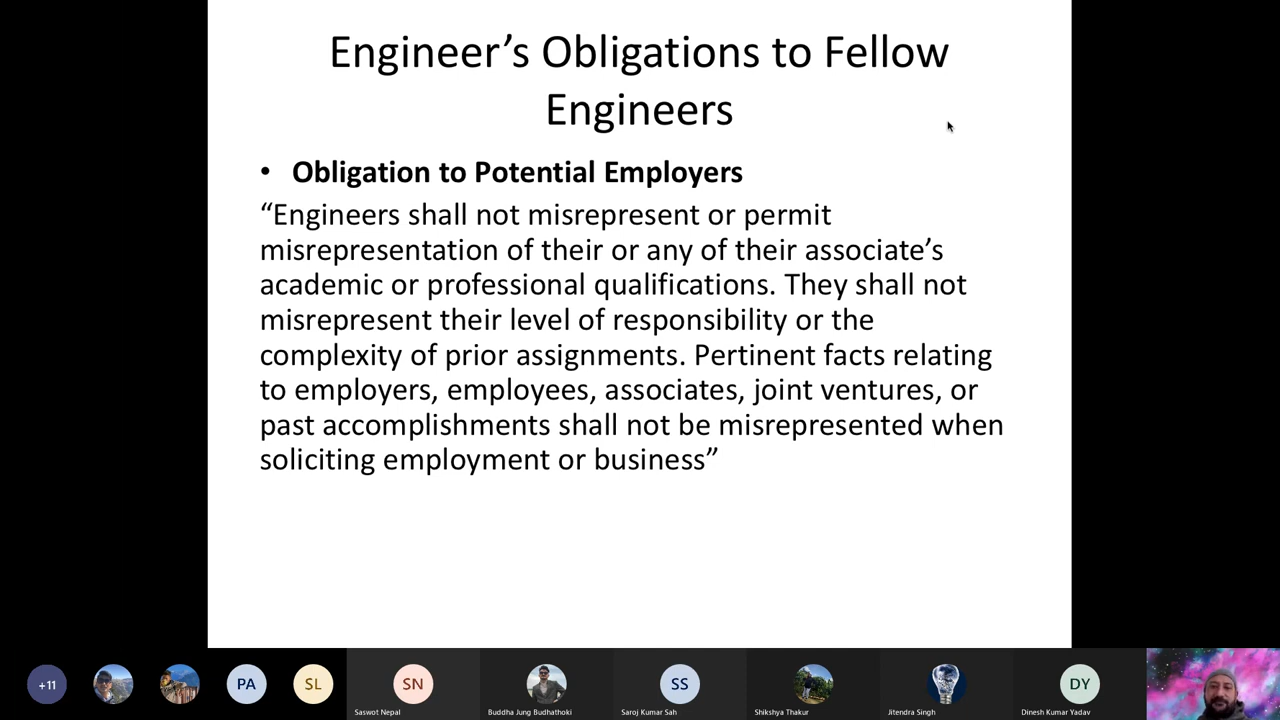 Engineer’s Obligations to Fellow
Engineers
• Obligation to Potential Employers
“Engineers shall not misrepresent or permit
misrepresentation of their or any of their associate’s
academic or professional qualifications. They shall not
misrepresent their level of responsibility or the
complexity of prior assignments. Pertinent facts relating
to employers, employees, associates, joint ventures, or
past accomplishments shall not be misrepresented when
soliciting employment or business”
+11
PA
SL
SN
SS
DY
Saswot Nepal
Buddha Jung Budhathoki
Saroj Kumar Sah
Shikshya Thakur
Jitendra Singh
Dinesh Kumar Yadav